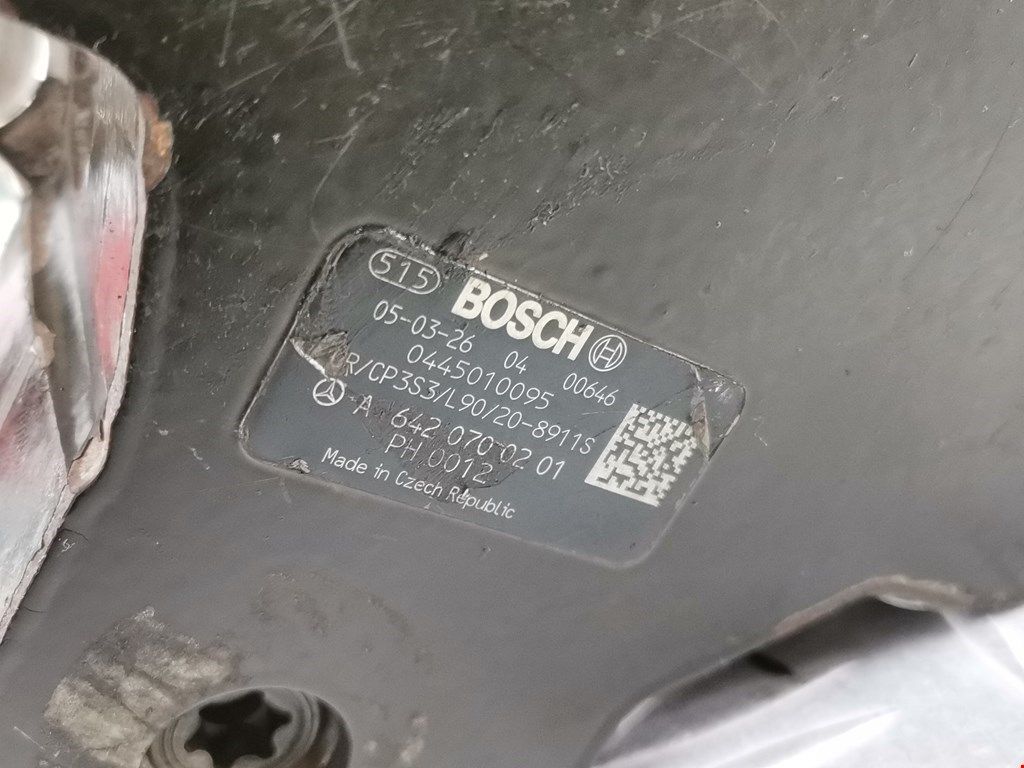 515 BOSCH
05-03-26 04 00646
0445010095
R/CP3S3/L90/20-8911S
A 642 070 02 01
PH.0012
Made in Czech Republic